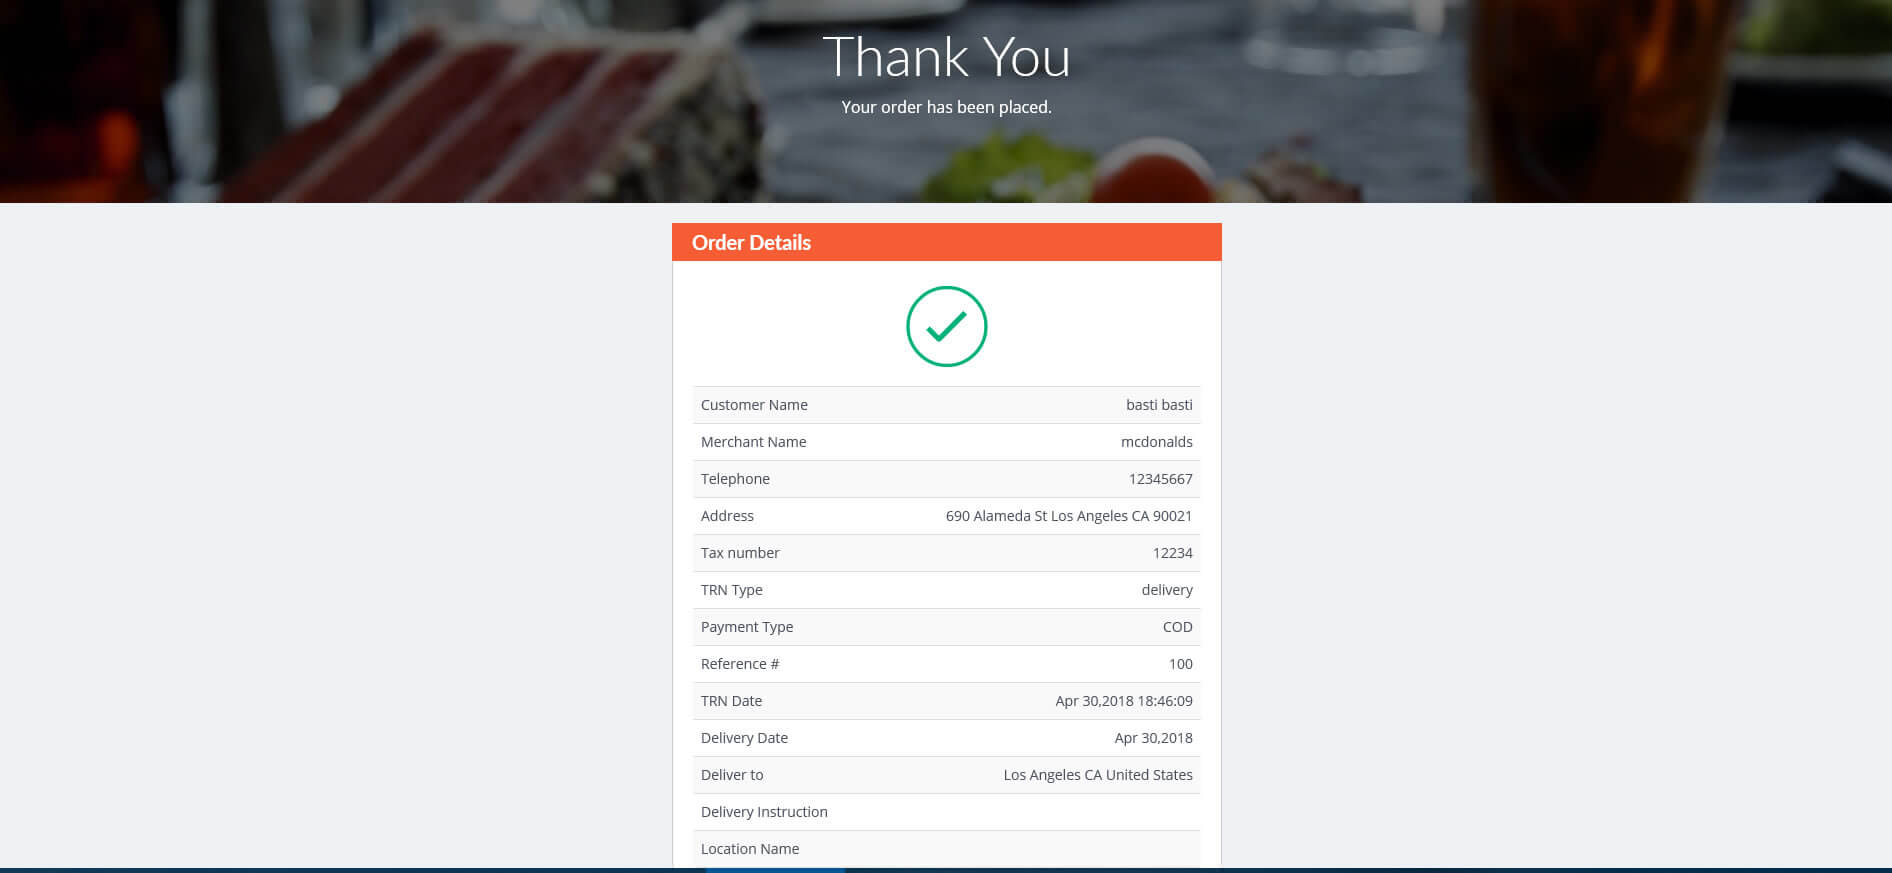 Thank You
Your order has been placed.
Order Details
Customer Name basti basti
Merchant Name mcdonalds
Telephone 12345667
Address 690 Alameda St Los Angeles CA 90021
Tax number 12234
TRN Type delivery
Payment Type COD
Reference # 100
TRN Date Apr 30,2018 18:46:09
Delivery Date Apr 30,2018
Deliver to Los Angeles CA United States
Delivery Instruction
Location Name